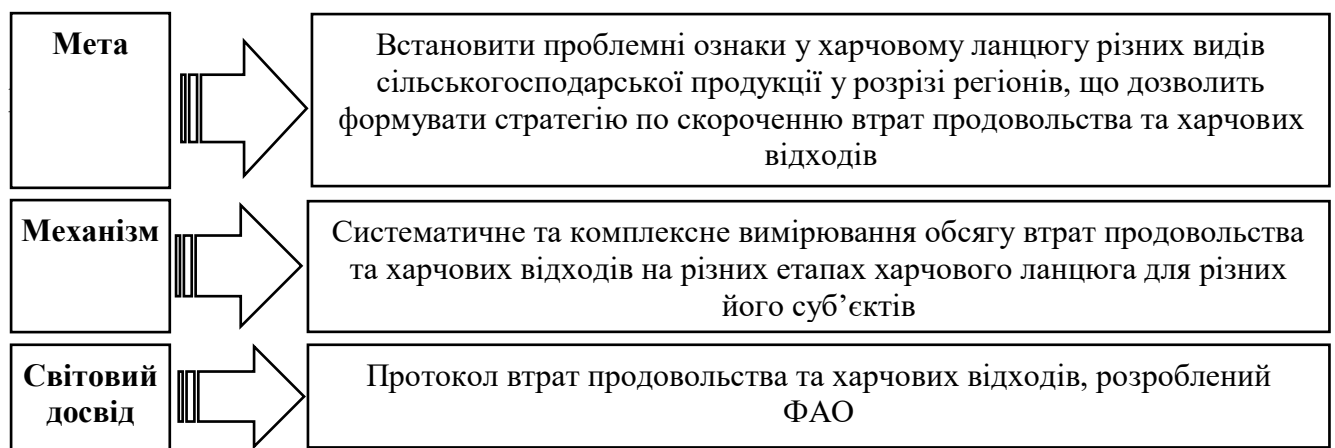 Мета
Встановити проблемні ознаки у харчовому ланцюгу різних видів
сільськогосподарської продукції у розрізі регіонів, що дозволить
формувати стратегію по скороченню втрат продовольства та харчових
відходів
Механізм
Систематичне та комплексне вимірювання обсягу втрат продовольства
та харчових відходів на різних етапах харчового ланцюга для різних
його суб’єктів
Світовий
досвід
Протокол втрат продовольства та харчових відходів, розроблений
ФАО